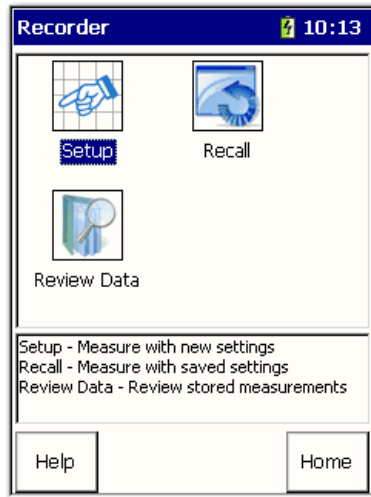 Recorder 10:13
Setup Recall
Review Data
Setup - Measure with new settings
Recall - Measure with saved settings
Review Data - Review stored measurements
Help Home